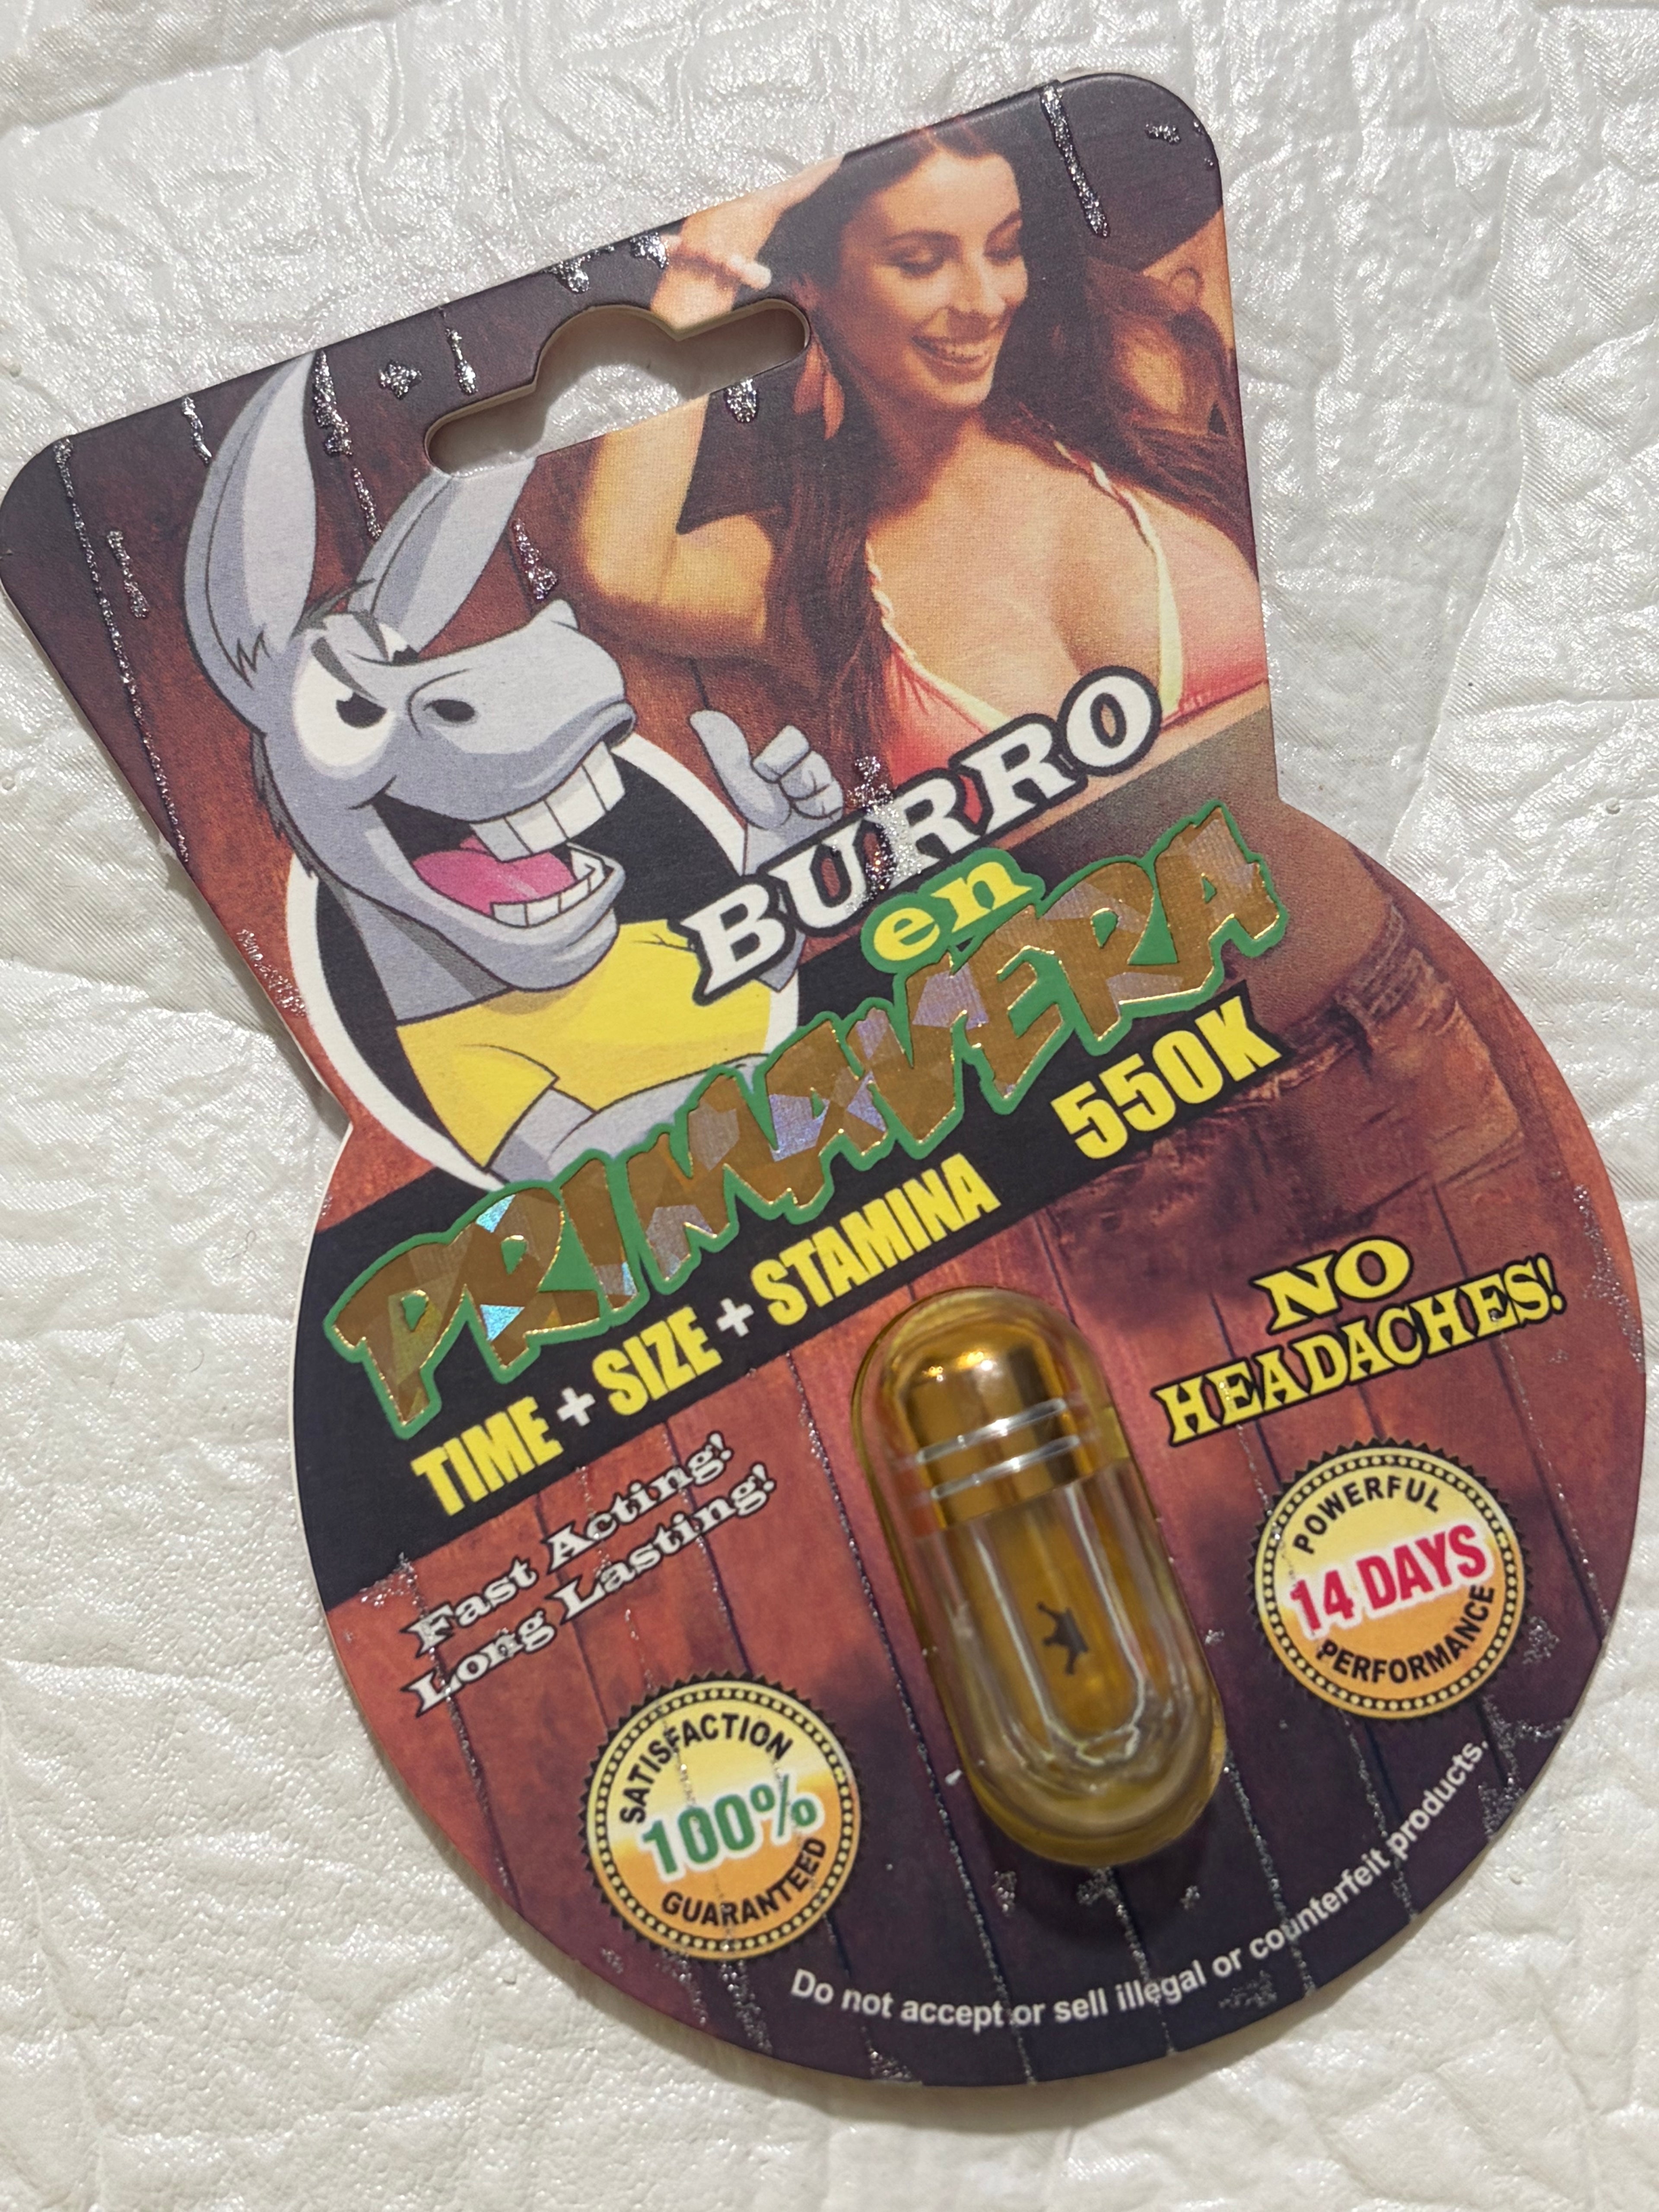 BURRO
en
PRIMAVERA
550K
TIME + SIZE + STAMINA
NO
HEADACHES!
Fast Acting!
Long Lasting!
POWERFUL
14 DAYS
PERFORMANCE
SATISFACTION
100%
GUARANTEED
Do not accept or sell illegal or counterfeit products.